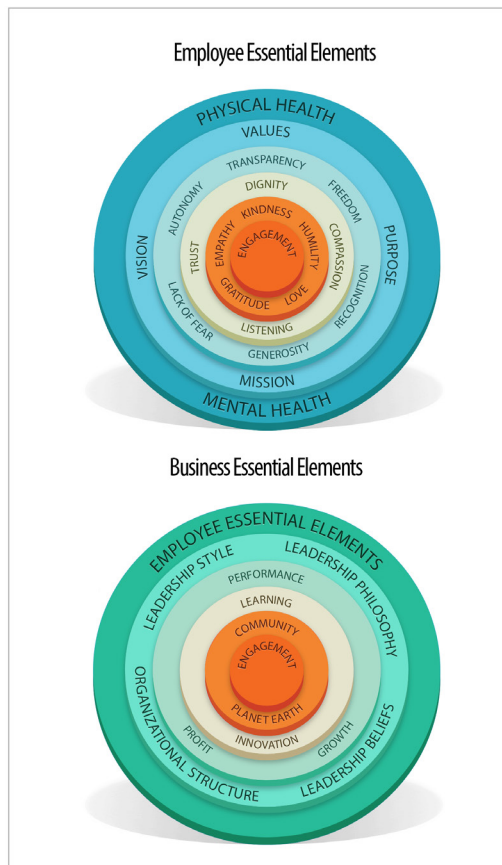 Employee Essential Elements
PHYSICAL HEALTH
VALUES
TRANSPARENCY
DIGNITY
KINDNESS
ENGAGEMENT
EMPATHY
HUMILITY
GRATITUDE
LOVE
TRUST
COMPASSION
LISTENING
AUTONOMY
FREEDOM
LACK OF FEAR
RECOGNITION
GENEROSITY
VISION
PURPOSE
MISSION
MENTAL HEALTH
Business Essential Elements
EMPLOYEE ESSENTIAL ELEMENTS
LEADERSHIP STYLE
LEADERSHIP PHILOSOPHY
PERFORMANCE
LEARNING
COMMUNITY
ENGAGEMENT
PLANET EARTH
INNOVATION
PROFIT
GROWTH
ORGANIZATIONAL STRUCTURE
LEADERSHIP BELIEFS